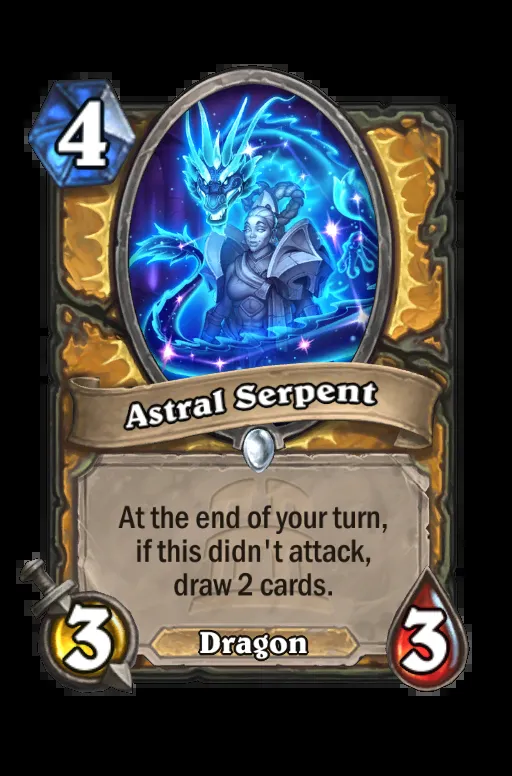 4
Astral Serpent
At the end of your turn,
if this didn't attack,
draw 2 cards.
3
Dragon
3